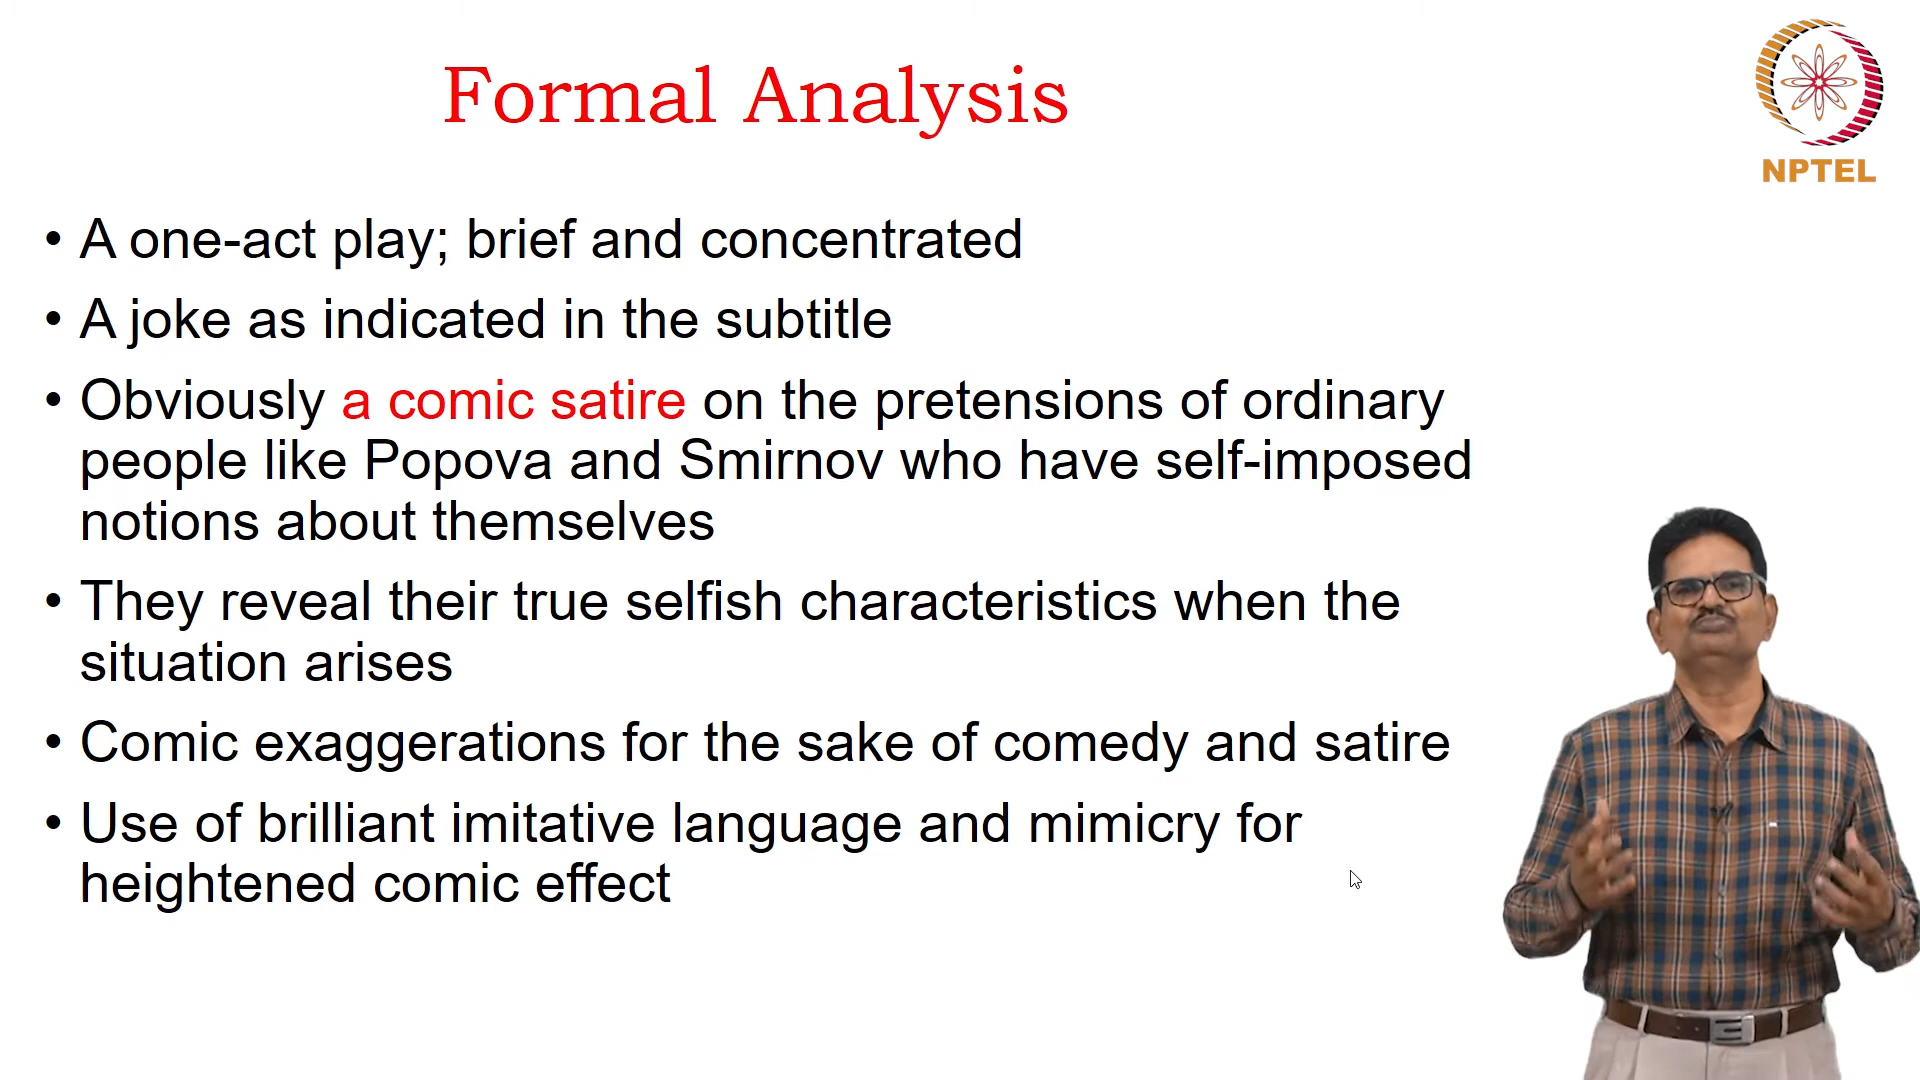 Formal Analysis
NPTEL
• A one-act play; brief and concentrated
• A joke as indicated in the subtitle
• Obviously a comic satire on the pretensions of ordinary
people like Popova and Smirnov who have self-imposed
notions about themselves
• They reveal their true selfish characteristics when the
situation arises
• Comic exaggerations for the sake of comedy and satire
• Use of brilliant imitative language and mimicry for
heightened comic effect